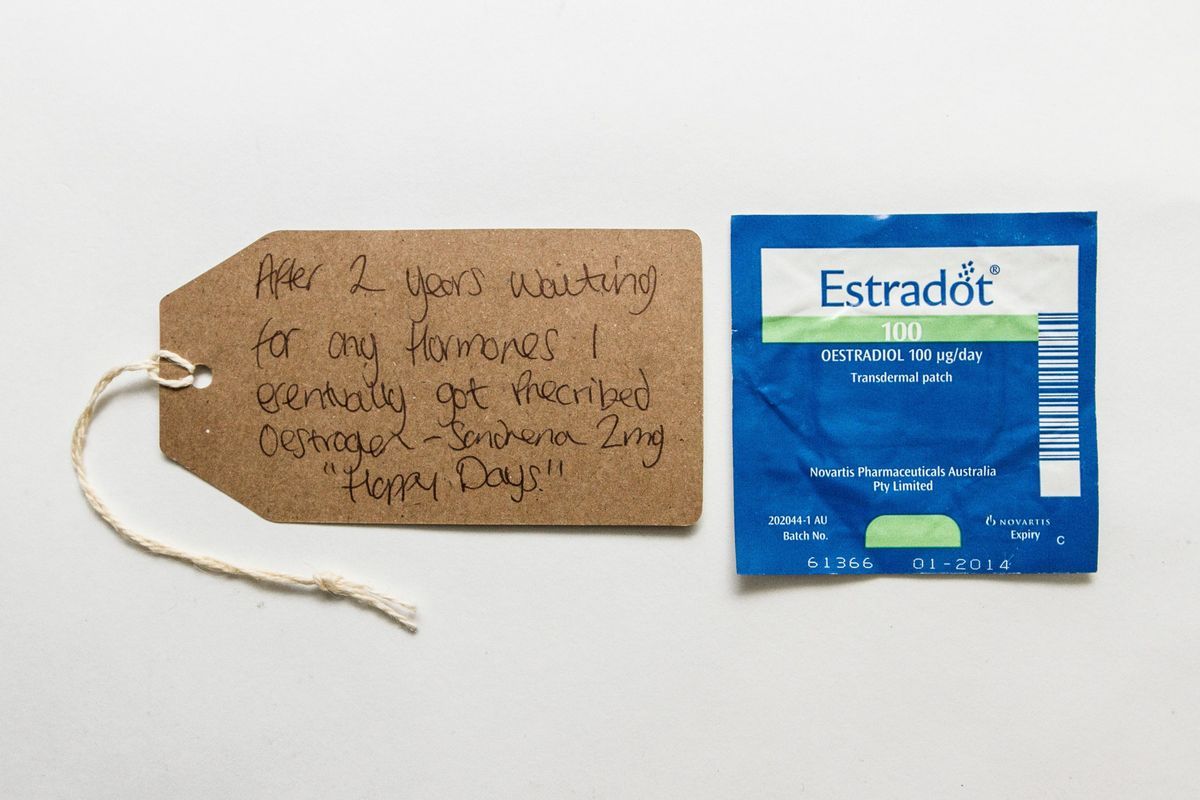 After 2 years waiting
for any Hormones I
eventually got Precribed
Oestrogen - Sandrena 2mg
"Happy Days!"
Estradot®
100
OESTRADIOL 100 µg/day
Transdermal patch
Novartis Pharmaceuticals Australia
Pty Limited
202044-1 AU
Batch No.
NOVARTIS
Expiry
C
61366 01-2014